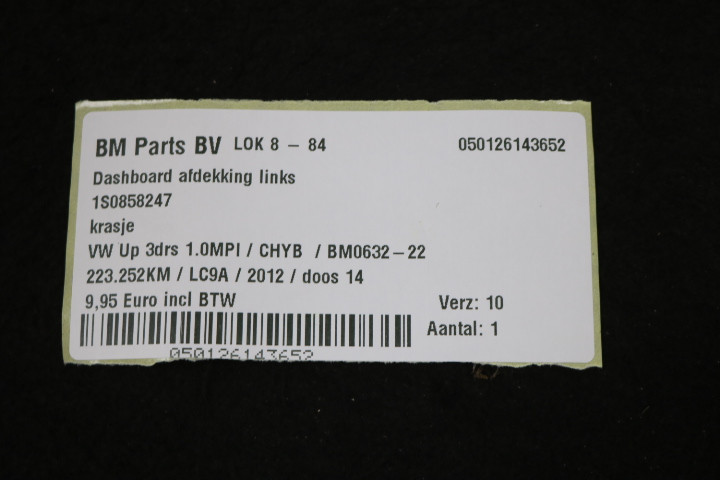 BM Parts BV LOK 8 – 84 050126143652
Dashboard afdekking links
1S0858247
krasje
VW Up 3drs 1.0MPI / CHYB / BM0632–22
223.252KM / LC9A / 2012 / doos 14
9,95 Euro incl BTW Verz: 10
Aantal: 1
050126143652